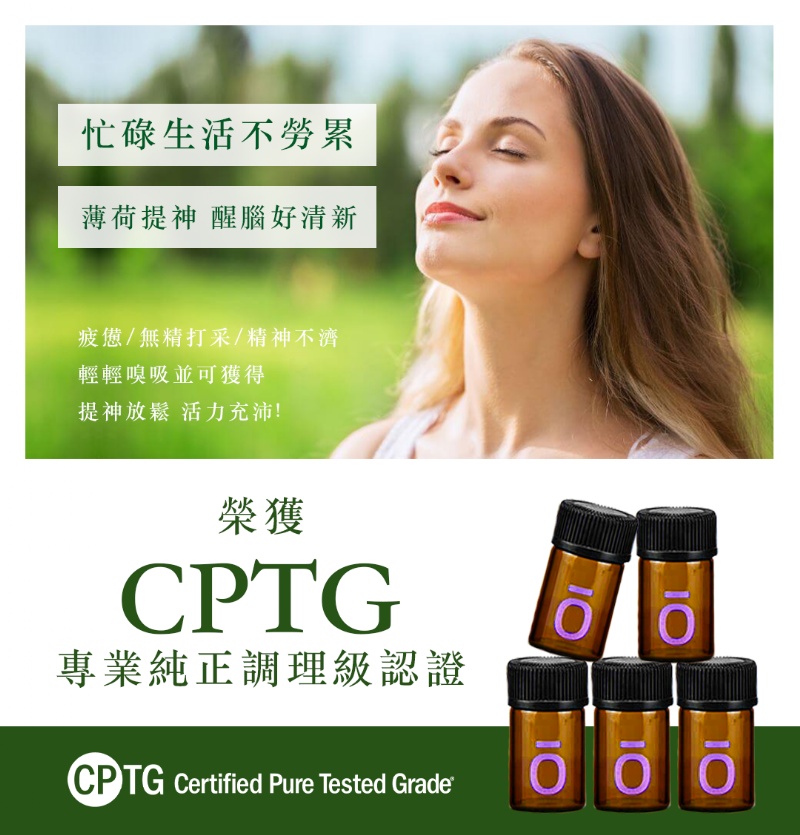 忙碌生活不勞累
薄荷提神 醒腦好清新
疲憊/無精打采/精神不濟
輕輕嗅吸並可獲得
提神放鬆 活力充沛!
榮獲
CPTG
專業純正調理級認證
CPTG Certified Pure Tested Grade®
ō
ō
ō
ō
ō